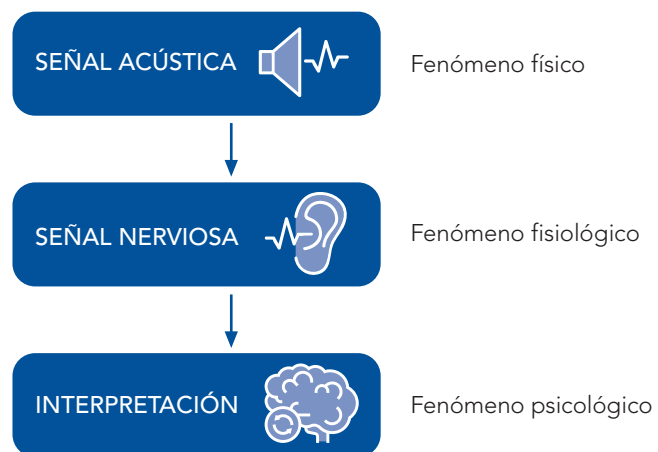 SEÑAL ACÚSTICA
Fenómeno físico
SEÑAL NERVIOSA
Fenómeno fisiológico
INTERPRETACIÓN
Fenómeno psicológico